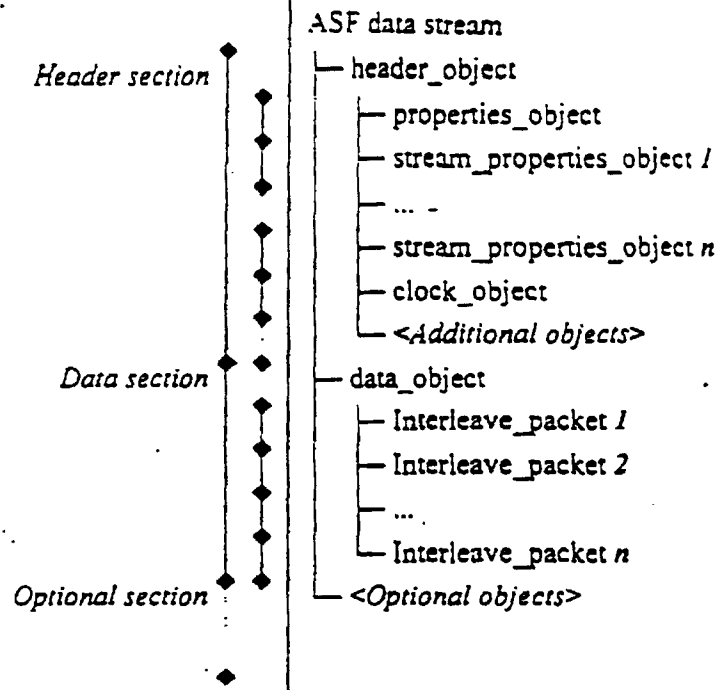 ASF data stream
Header section
header_object
properties_object
stream_properties_object 1
...
stream_properties_object n
clock_object
<Additional objects>
Data section
data_object
Interleave_packet 1
Interleave_packet 2
...
Interleave_packet n
Optional section
<Optional objects>